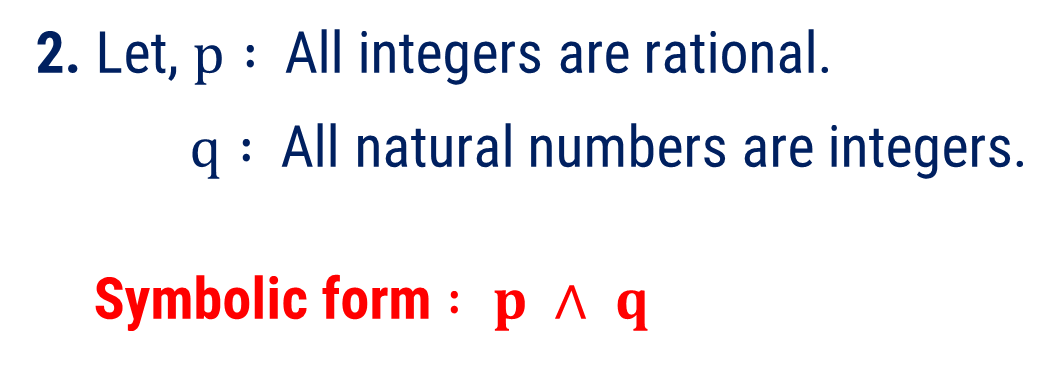 2. Let, p : All integers are rational.
q : All natural numbers are integers.
Symbolic form : p ∧ q